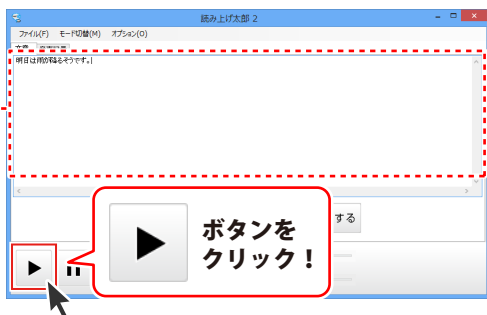 読み上げ太郎 2
ファイル(F) モード切替(M) オプション(O)
文章
明日は雨が降るそうです。
する
ボタンを
クリック！